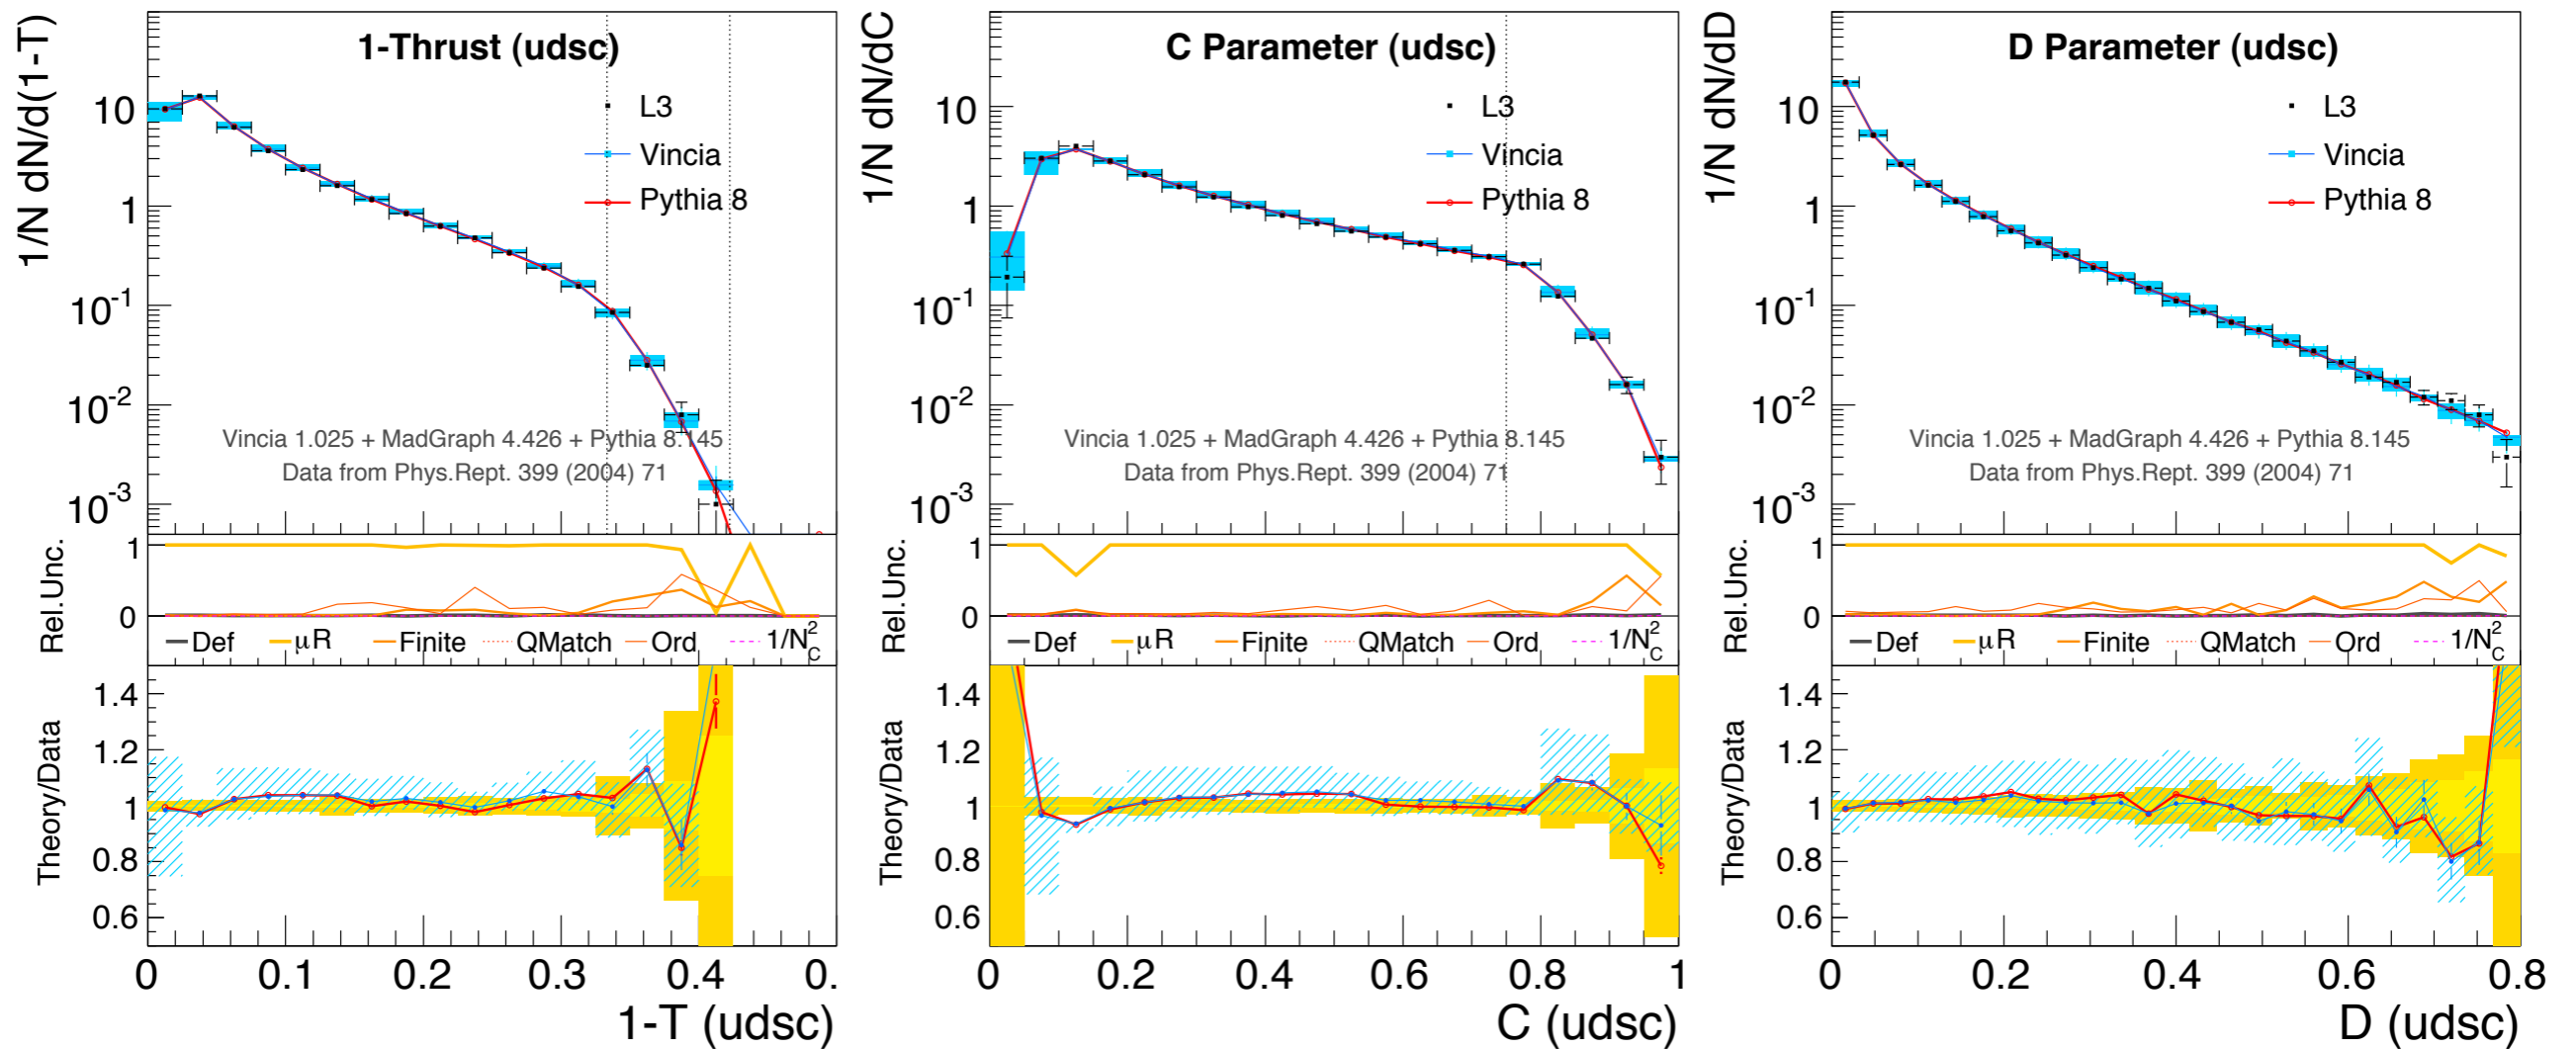 1-Thrust (udsc)
1/N dN/d(1-T)
L3
Vincia
Pythia 8
10
1
10^-1
10^-2
10^-3
Vincia 1.025 + MadGraph 4.426 + Pythia 8.145
Data from Phys.Rept. 399 (2004) 71
Rel.Unc.
1
0
Def μR Finite QMatch Ord 1/N_C^2
Theory/Data
1.4
1.2
1
0.8
0.6
0 0.1 0.2 0.3 0.4 0.
1-T (udsc)
C Parameter (udsc)
1/N dN/dC
L3
Vincia
Pythia 8
10
1
10^-1
10^-2
10^-3
Vincia 1.025 + MadGraph 4.426 + Pythia 8.145
Data from Phys.Rept. 399 (2004) 71
Rel.Unc.
1
0
Def μR Finite QMatch Ord 1/N_C^2
Theory/Data
1.4
1.2
1
0.8
0.6
0 0.2 0.4 0.6 0.8 1
C (udsc)
D Parameter (udsc)
1/N dN/dD
L3
Vincia
Pythia 8
10
1
10^-1
10^-2
10^-3
Vincia 1.025 + MadGraph 4.426 + Pythia 8.145
Data from Phys.Rept. 399 (2004) 71
Rel.Unc.
1
0
Def μR Finite QMatch Ord 1/N_C^2
Theory/Data
1.4
1.2
1
0.8
0.6
0 0.2 0.4 0.6 0.8
D (udsc)